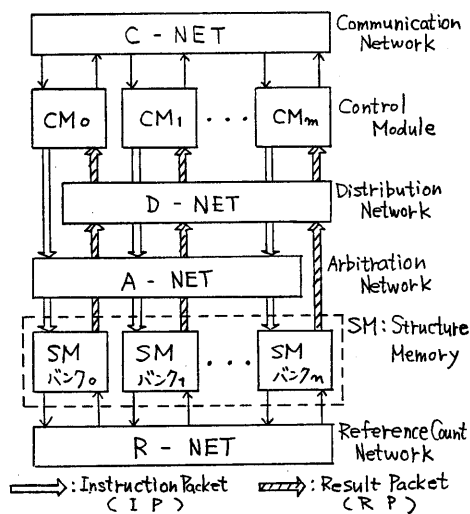 C - NET
Communication
Network
CM0
CM1
...
CMm
Control
Module
D - NET
Distribution
Network
A - NET
Arbitration
Network
SM: Structure
Memory
SM
バンク0
SM
バンク1
...
SM
バンクn
R - NET
Reference Count
Network
: Instruction Packet
( I P )
: Result Packet
( R P )